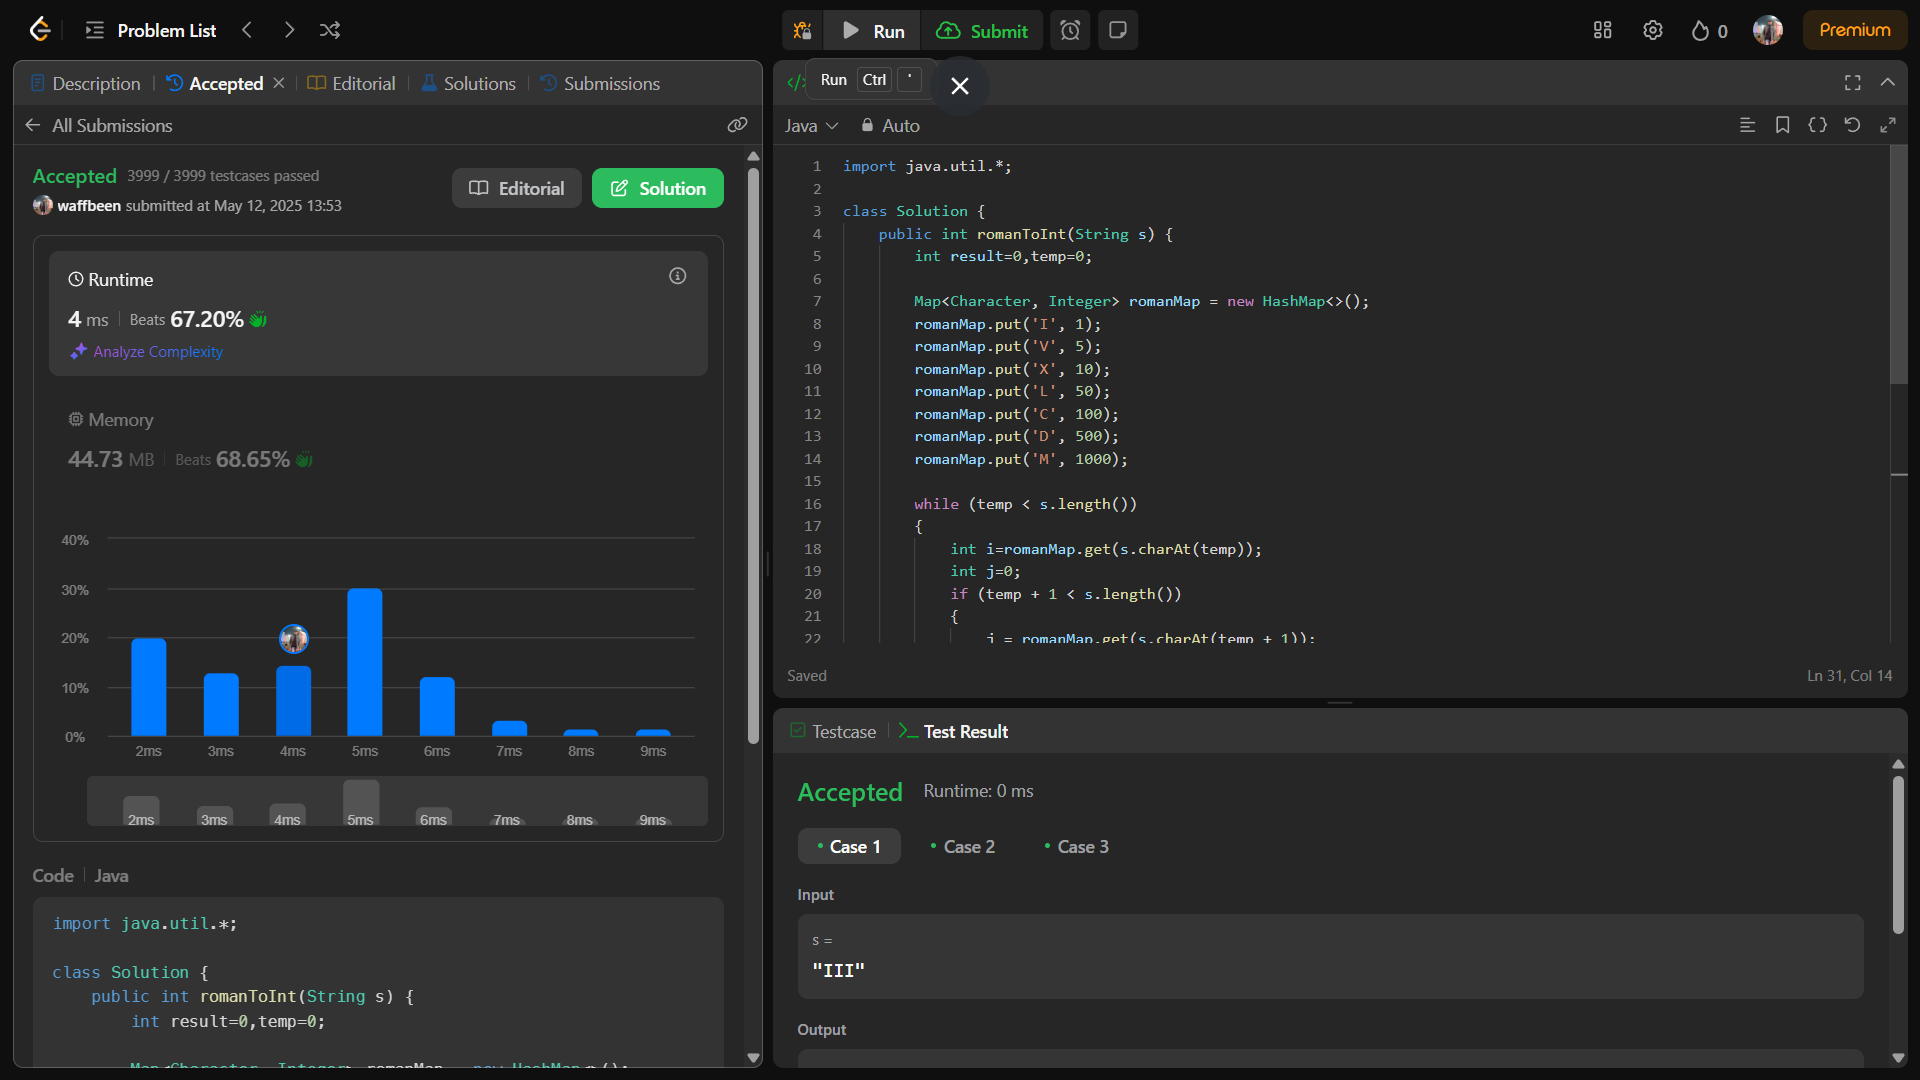 Problem List
Run
Submit
0
Premium
Description
Accepted
Editorial
Solutions
Submissions
Run Ctrl '
All Submissions
Java
Auto
Accepted 3999 / 3999 testcases passed
waffbeen submitted at May 12, 2025 13:53
Editorial
Solution
Runtime
4 ms Beats 67.20%
Analyze Complexity
Memory
44.73 MB Beats 68.65%
40%
30%
20%
10%
0%
2ms 3ms 4ms 5ms 6ms 7ms 8ms 9ms
2ms 3ms 4ms 5ms 6ms 7ms 8ms 9ms
Code Java
import java.util.*;
class Solution {
public int romanToInt(String s) {
int result=0,temp=0;
Map<Character, Integer> romanMap = new HashMap<>();
1 import java.util.*;
2
3 class Solution {
4 public int romanToInt(String s) {
5 int result=0,temp=0;
6
7 Map<Character, Integer> romanMap = new HashMap<>();
8 romanMap.put('I', 1);
9 romanMap.put('V', 5);
10 romanMap.put('X', 10);
11 romanMap.put('L', 50);
12 romanMap.put('C', 100);
13 romanMap.put('D', 500);
14 romanMap.put('M', 1000);
15
16 while (temp < s.length())
17 {
18 int i=romanMap.get(s.charAt(temp));
19 int j=0;
20 if (temp + 1 < s.length())
21 {
22 j = romanMap.get(s.charAt(temp + 1));
Saved
Ln 31, Col 14
Testcase
Test Result
Accepted Runtime: 0 ms
Case 1
Case 2
Case 3
Input
s =
"III"
Output